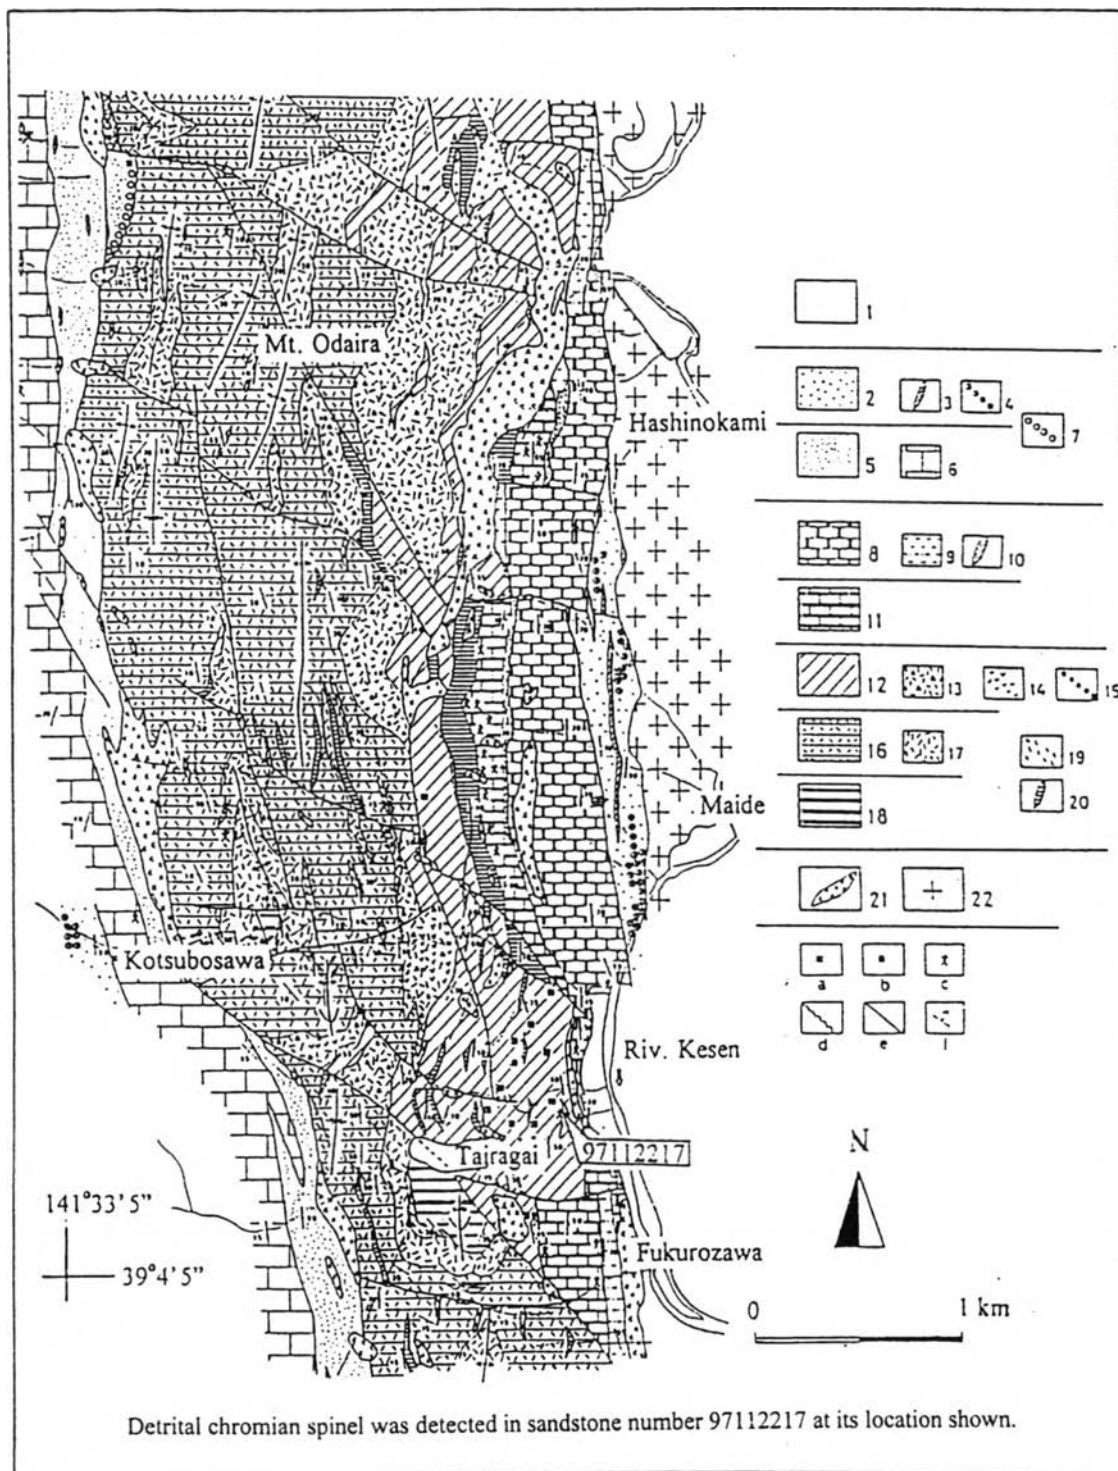 Mt. Odaira
Hashinokami
Maide
Kotsubosawa
Riv. Kesen
Tairagai
97112217
Fukurozawa
141°33'5"
39°4'5"
N
0 1 km
1
2 3 4
7
5 6
8 9 10
11
12 13 14 15
16 17 19
18 20
21 22
a b c
d e f
Detrital chromian spinel was detected in sandstone number 97112217 at its location shown.